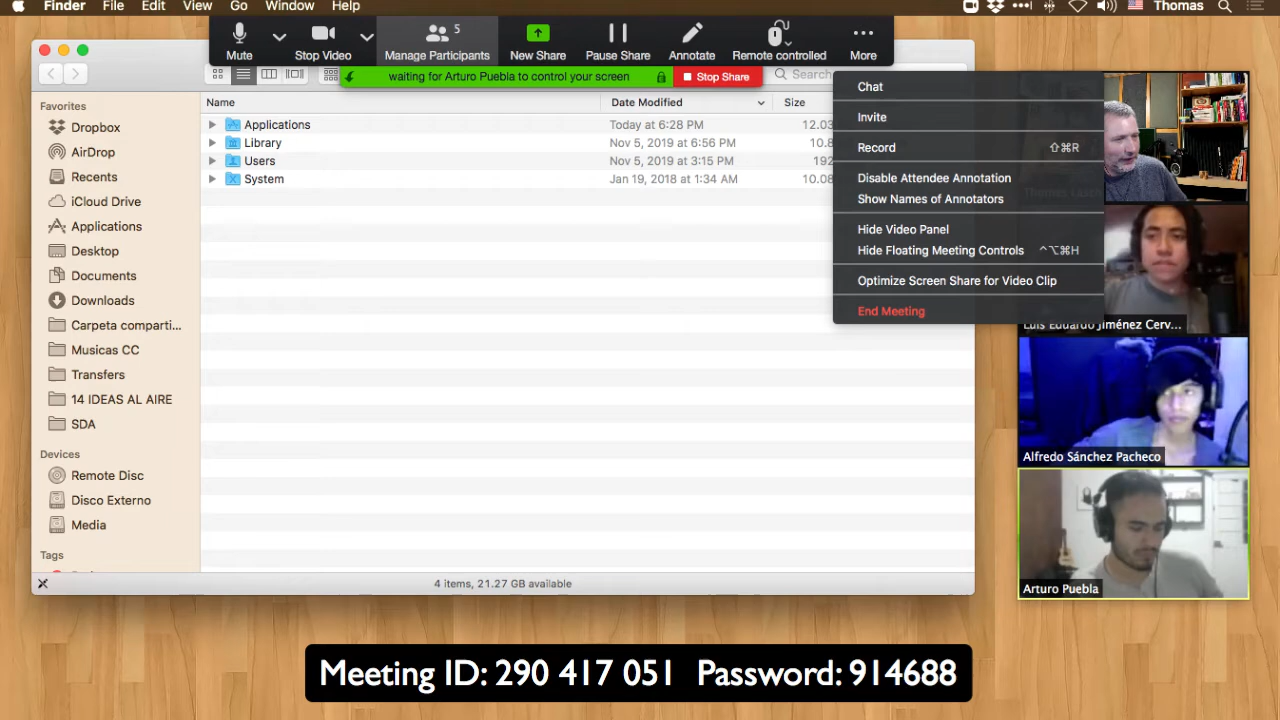 Finder File Edit View Go Window Help Thomas
Mute Stop Video Manage Participants 5 New Share Pause Share Annotate Remote controlled More
waiting for Arturo Puebla to control your screen Stop Share Search
Name Date Modified Size
Applications Today at 6:28 PM 12.03
Library Nov 5, 2019 at 6:56 PM 10.8
Users Nov 5, 2019 at 3:15 PM 192
System Jan 19, 2018 at 1:34 AM 10.08
Favorites
Dropbox
AirDrop
Recents
iCloud Drive
Applications
Desktop
Documents
Downloads
Carpeta comparti...
Musicas CC
Transfers
14 IDEAS AL AIRE
SDA
Devices
Remote Disc
Disco Externo
Media
Tags
4 items, 21.27 GB available
Chat
Invite
Record ⇧⌘R
Disable Attendee Annotation
Show Names of Annotators
Hide Video Panel
Hide Floating Meeting Controls ^⌥⌘H
Optimize Screen Share for Video Clip
End Meeting
Luis Eduardo Jiménez Cerv...
Alfredo Sánchez Pacheco
Arturo Puebla
Meeting ID: 290 417 051 Password: 914688